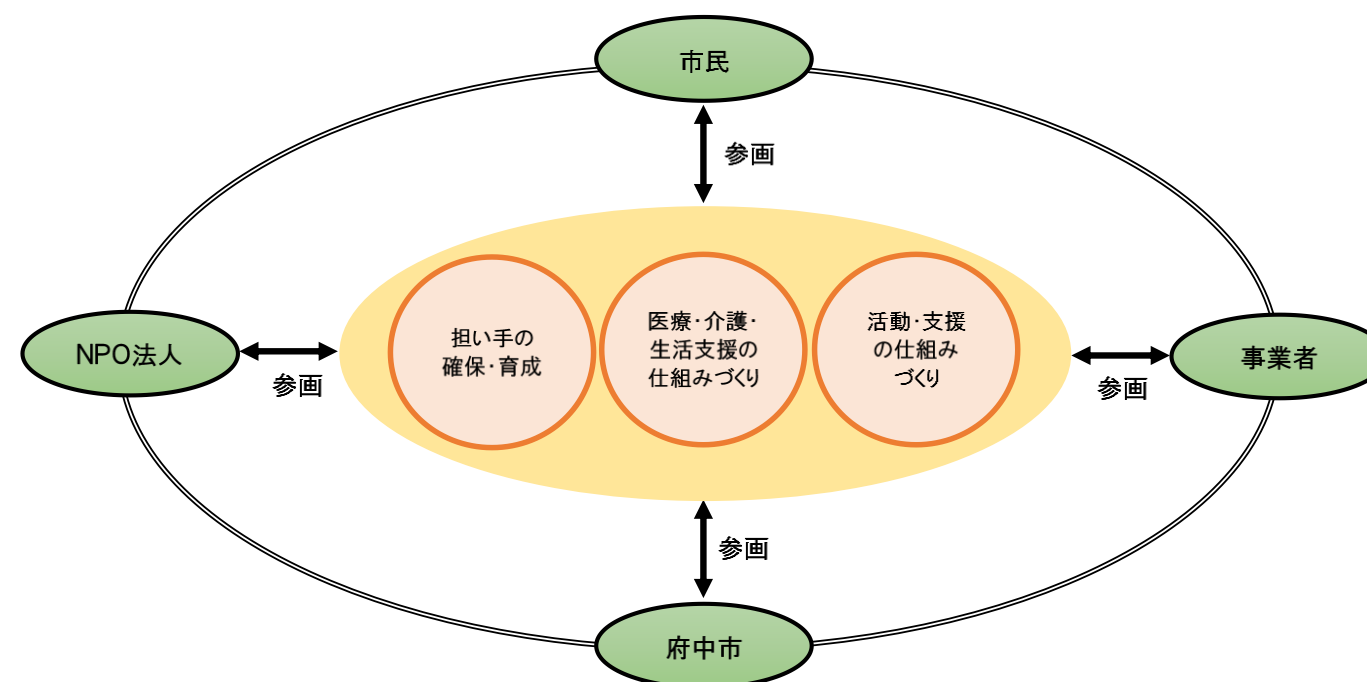 市民
参画
担い手の
確保・育成
医療・介護・
生活支援の
仕組みづくり
活動・支援
の仕組み
づくり
NPO法人
参画
事業者
参画
参画
府中市